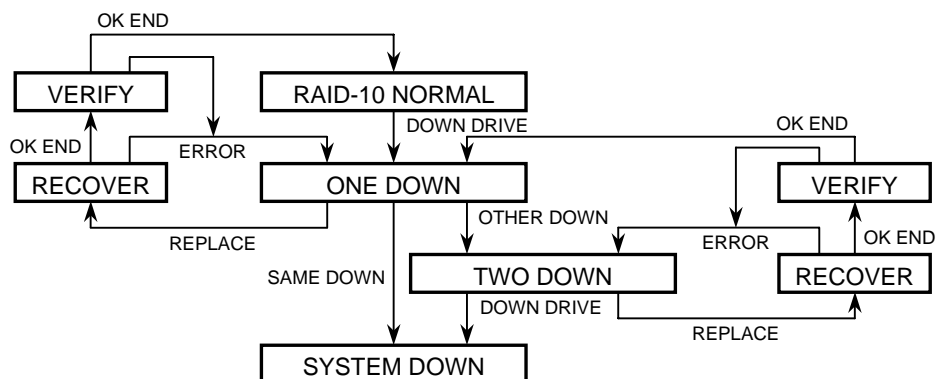 OK END
VERIFY
RAID-10 NORMAL
DOWN DRIVE
OK END
OK END
ERROR
RECOVER
ONE DOWN
VERIFY
REPLACE
OTHER DOWN
ERROR
OK END
SAME DOWN
TWO DOWN
RECOVER
DOWN DRIVE
REPLACE
SYSTEM DOWN